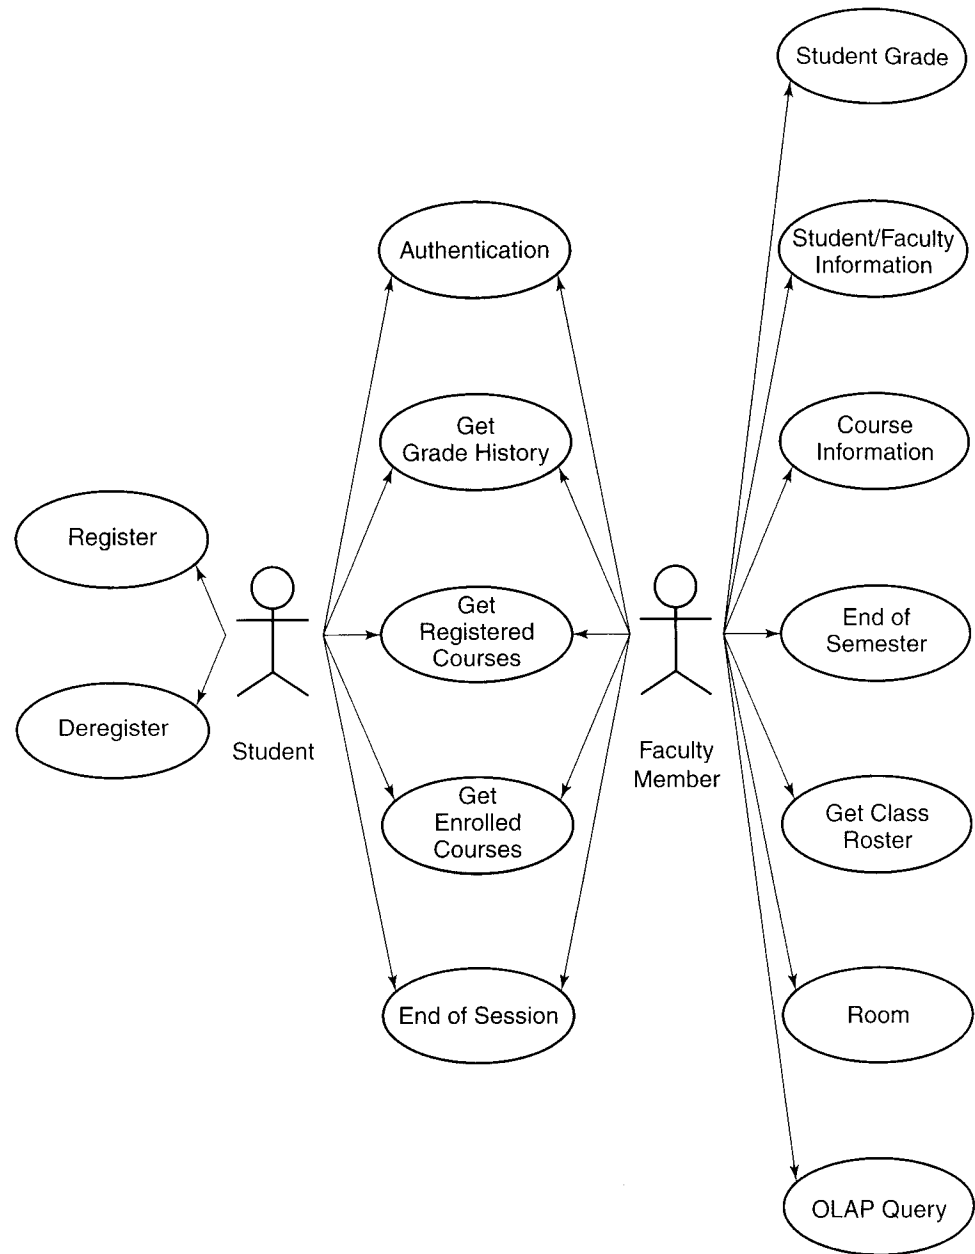 Student Grade
Authentication
Student/Faculty
Information
Get
Grade History
Course
Information
Register
Get
Registered
Courses
End of
Semester
Deregister
Student
Faculty
Member
Get
Enrolled
Courses
Get Class
Roster
End of Session
Room
OLAP Query